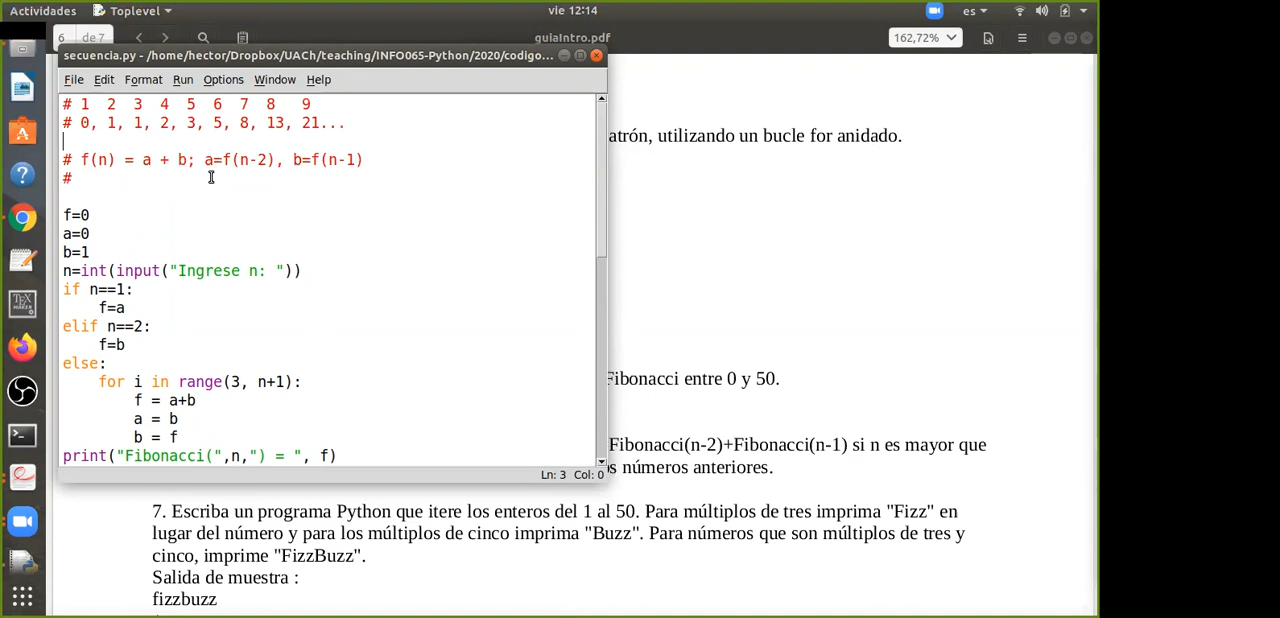 Actividades Toplevel vie 12:14 es
6 de 7 guiaIntro.pdf 162,72%
secuencia.py - /home/hector/Dropbox/UACh/teaching/INFO065-Python/2020/codigo...
File Edit Format Run Options Window Help
# 1 2 3 4 5 6 7 8 9
# 0, 1, 1, 2, 3, 5, 8, 13, 21...
# f(n) = a + b; a=f(n-2), b=f(n-1)
#
f=0
a=0
b=1
n=int(input("Ingrese n: "))
if n==1:
f=a
elif n==2:
f=b
else:
for i in range(3, n+1):
f = a+b
a = b
b = f
print("Fibonacci(",n,") = ", f)
Ln: 3 Col: 0
atrón, utilizando un bucle for anidado.
Fibonacci entre 0 y 50.
Fibonacci(n-2)+Fibonacci(n-1) si n es mayor que
s números anteriores.
7. Escriba un programa Python que itere los enteros del 1 al 50. Para múltiplos de tres imprima "Fizz" en
lugar del número y para los múltiplos de cinco imprima "Buzz". Para números que son múltiplos de tres y
cinco, imprime "FizzBuzz".
Salida de muestra :
fizzbuzz